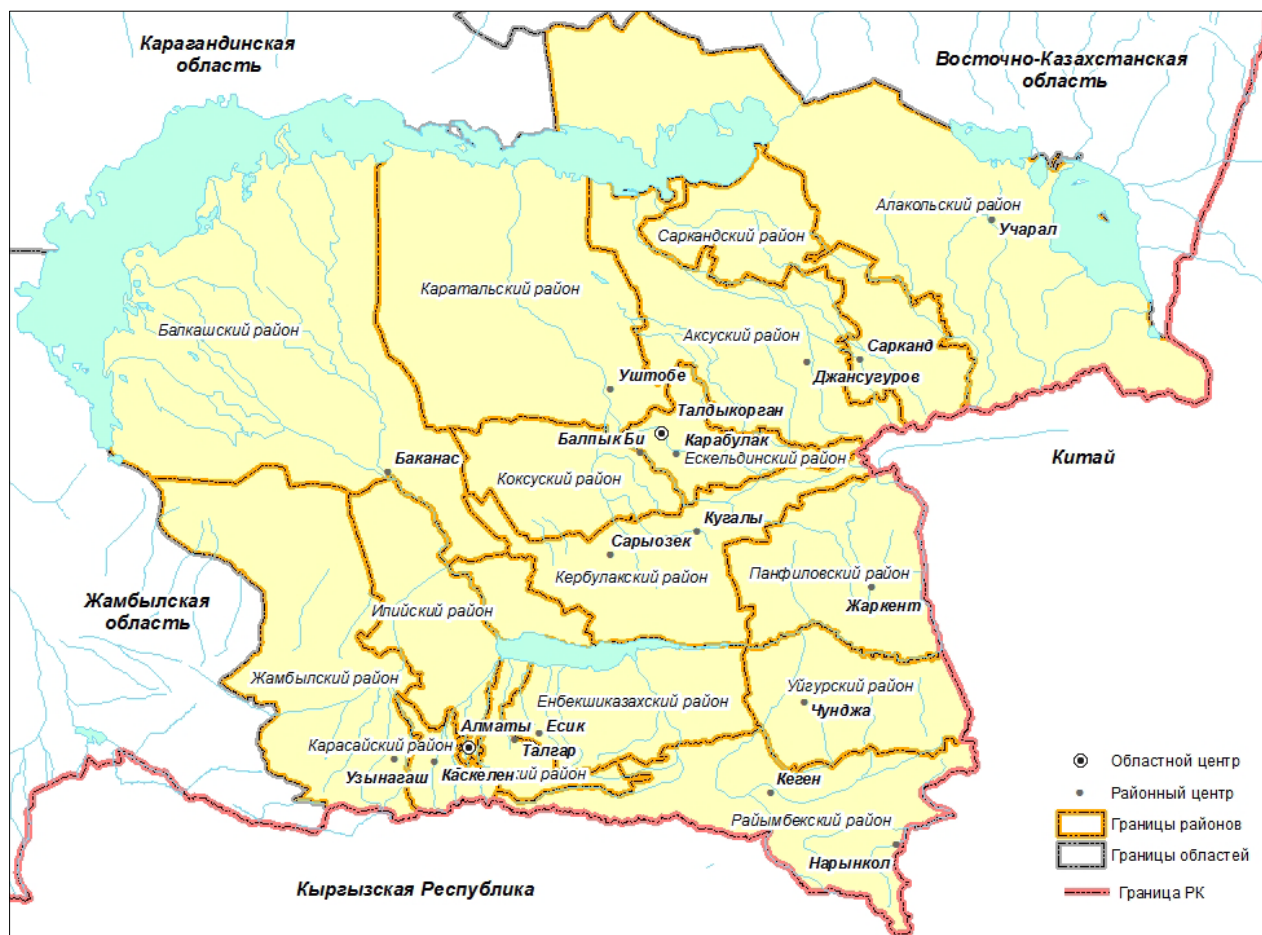 Карагандинская
область
Восточно-Казахстанская
область
Алакольский район
Учарал
Саркандский район
Каратальский район
Балкашский район
Аксуский район
Сарканд
Джансугуров
Уштобе
Талдыкорган
Балпык Би
Карабулак
Ескельдинский район
Баканас
Коксуский район
Китай
Кугалы
Сарыозек
Кербулакский район
Панфиловский район
Жаркент
Жамбылская
область
Илийский район
Жамбылский район
Енбекшиказахский район
Уйгурский район
Чунджа
Алматы
Есик
Карасайский район
Талгар
Узынагаш
Каскелен
ский район
Кеген
Райымбекский район
Нарынкол
Кыргызская Республика
Областной центр
Районный центр
Границы районов
Границы областей
Граница РК